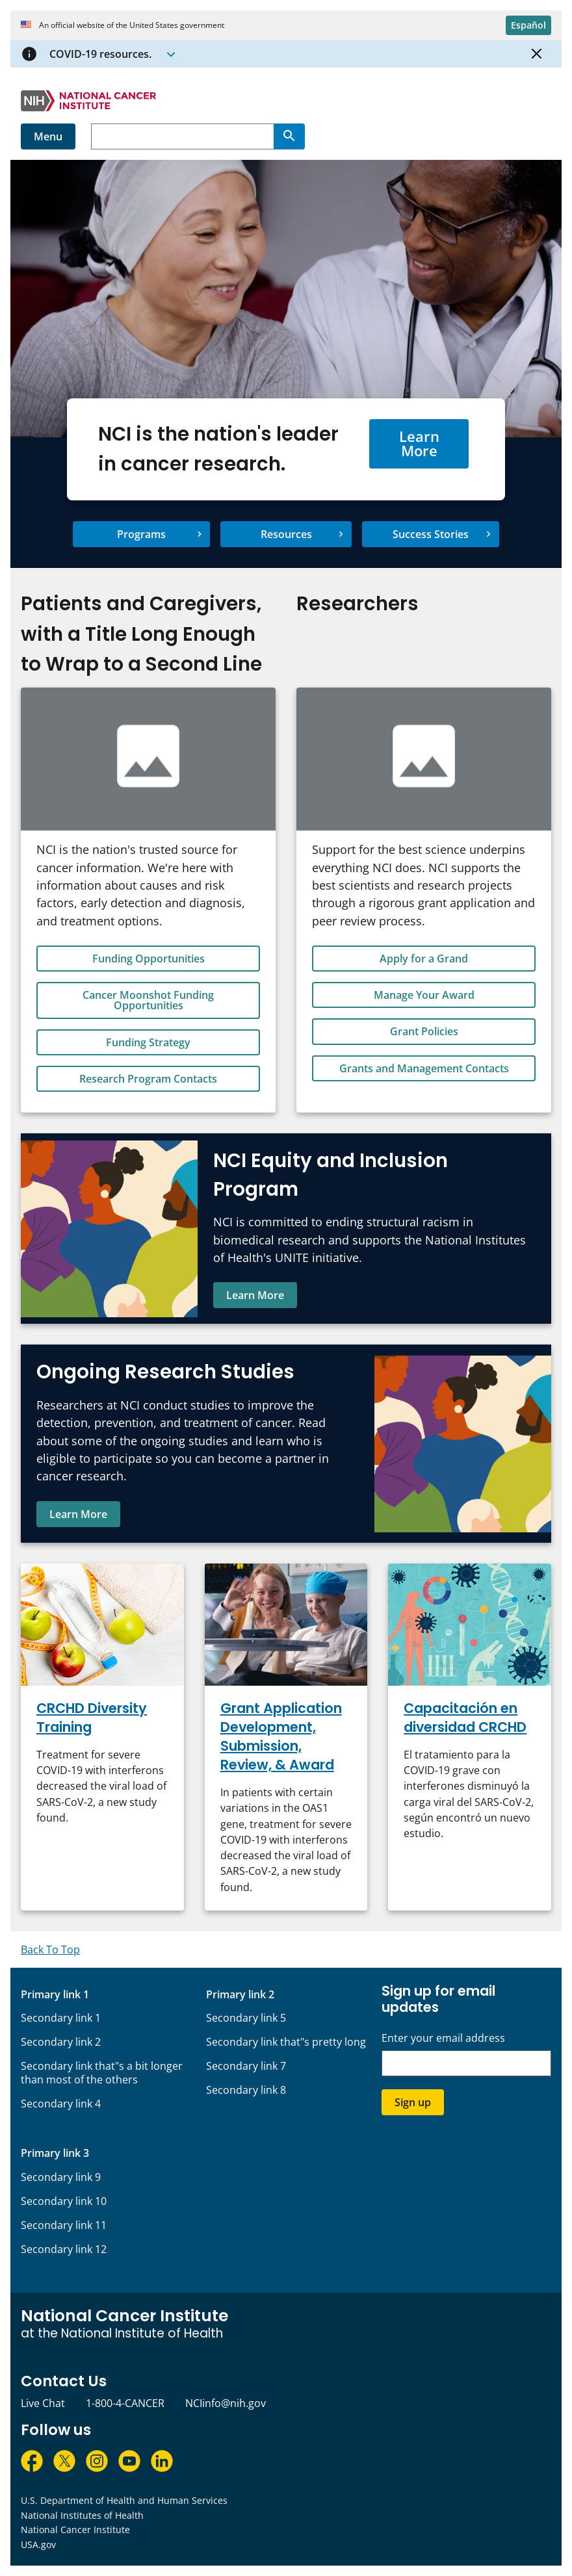 An official website of the United States government
Español
COVID-19 resources.
NIH
NATIONAL CANCER
INSTITUTE
Menu
NCI is the nation's leader
in cancer research.
Learn
More
Programs
Resources
Success Stories
Patients and Caregivers,
with a Title Long Enough
to Wrap to a Second Line
NCI is the nation's trusted source for
cancer information. We're here with
information about causes and risk
factors, early detection and diagnosis,
and treatment options.
Funding Opportunities
Cancer Moonshot Funding
Opportunities
Funding Strategy
Research Program Contacts
Researchers
Support for the best science underpins
everything NCI does. NCI supports the
best scientists and research projects
through a rigorous grant application and
peer review process.
Apply for a Grand
Manage Your Award
Grant Policies
Grants and Management Contacts
NCI Equity and Inclusion
Program
NCI is committed to ending structural racism in
biomedical research and supports the National Institutes
of Health's UNITE initiative.
Learn More
Ongoing Research Studies
Researchers at NCI conduct studies to improve the
detection, prevention, and treatment of cancer. Read
about some of the ongoing studies and learn who is
eligible to participate so you can become a partner in
cancer research.
Learn More
CRCHD Diversity
Training
Treatment for severe
COVID-19 with interferons
decreased the viral load of
SARS-CoV-2, a new study
found.
Grant Application
Development,
Submission,
Review, & Award
In patients with certain
variations in the OAS1
gene, treatment for severe
COVID-19 with interferons
decreased the viral load of
SARS-CoV-2, a new study
found.
Capacitación en
diversidad CRCHD
El tratamiento para la
COVID-19 grave con
interferones disminuyó la
carga viral del SARS-CoV-2,
según encontró un nuevo
estudio.
Back To Top
Primary link 1
Secondary link 1
Secondary link 2
Secondary link that"s a bit longer
than most of the others
Secondary link 4
Primary link 2
Secondary link 5
Secondary link that"s pretty long
Secondary link 7
Secondary link 8
Primary link 3
Secondary link 9
Secondary link 10
Secondary link 11
Secondary link 12
Sign up for email
updates
Enter your email address
Sign up
National Cancer Institute
at the National Institute of Health
Contact Us
Live Chat
1-800-4-CANCER
NCIinfo@nih.gov
Follow us
U.S. Department of Health and Human Services
National Institutes of Health
National Cancer Institute
USA.gov